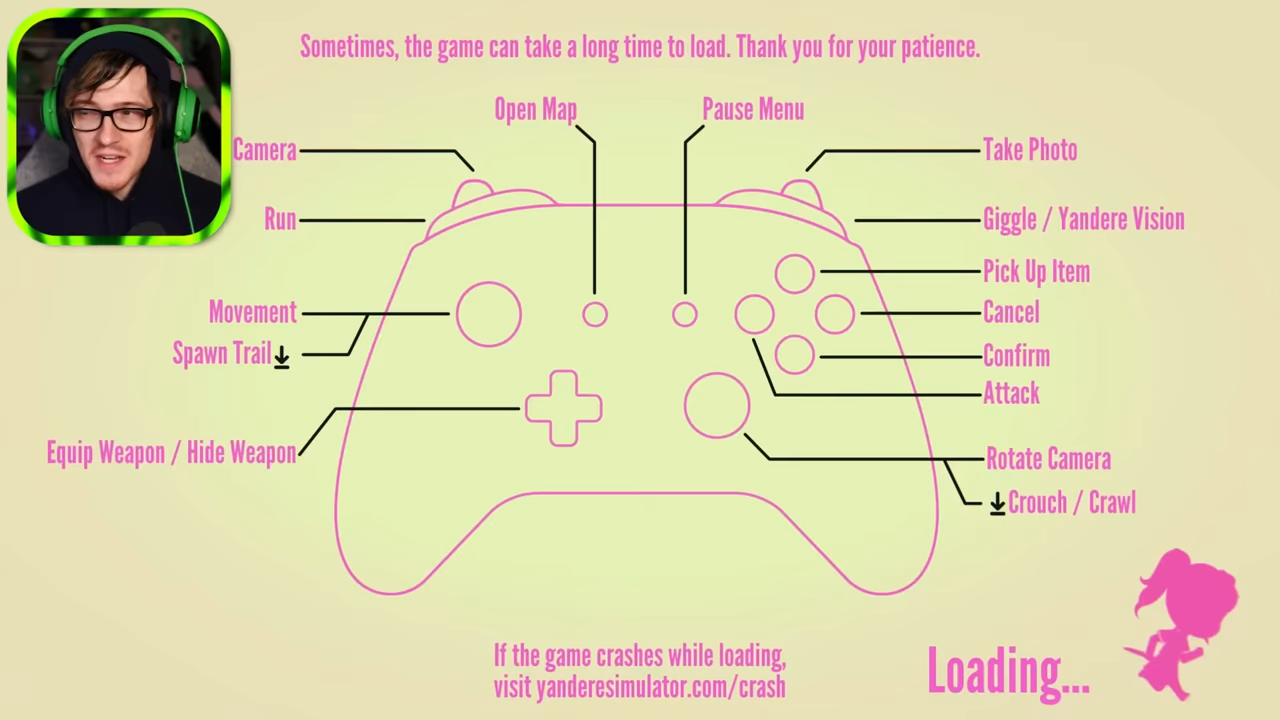 Sometimes, the game can take a long time to load. Thank you for your patience.
Open Map
Pause Menu
Camera
Take Photo
Run
Giggle / Yandere Vision
Pick Up Item
Movement
Cancel
Spawn Trail
Confirm
Attack
Equip Weapon / Hide Weapon
Rotate Camera
Crouch / Crawl
If the game crashes while loading,
visit yanderesimulator.com/crash
Loading...